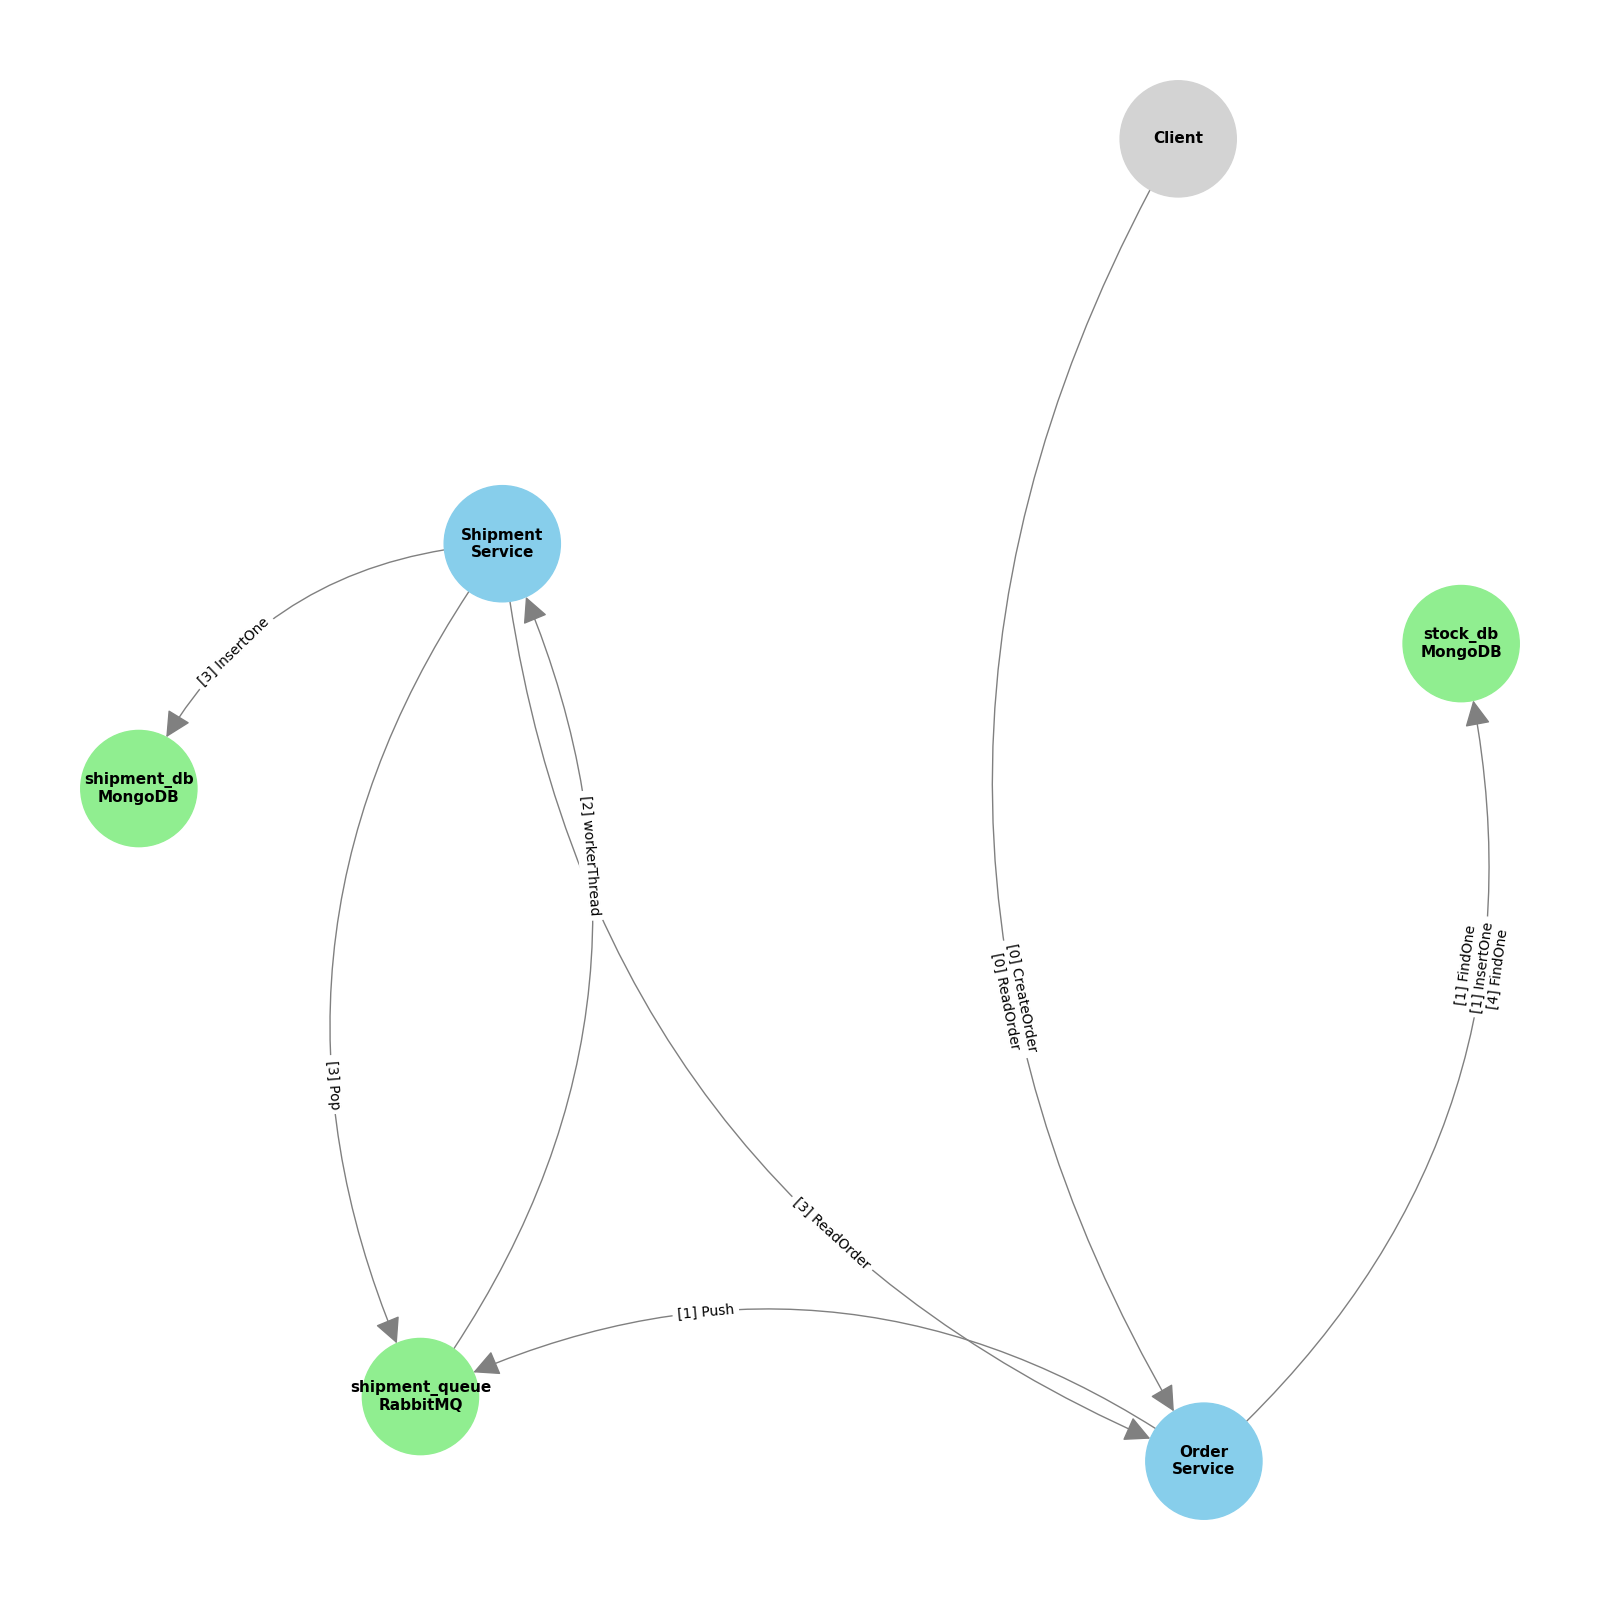 Client
Shipment
Service
stock_db
MongoDB
[3] InsertOne
shipment_db
MongoDB
[2] workerThread
[1] FindOne
[1] InsertOne
[4] FindOne
[0] CreateOrder
[0] ReadOrder
[3] Pop
[3] ReadOrder
[1] Push
shipment_queue
RabbitMQ
Order
Service